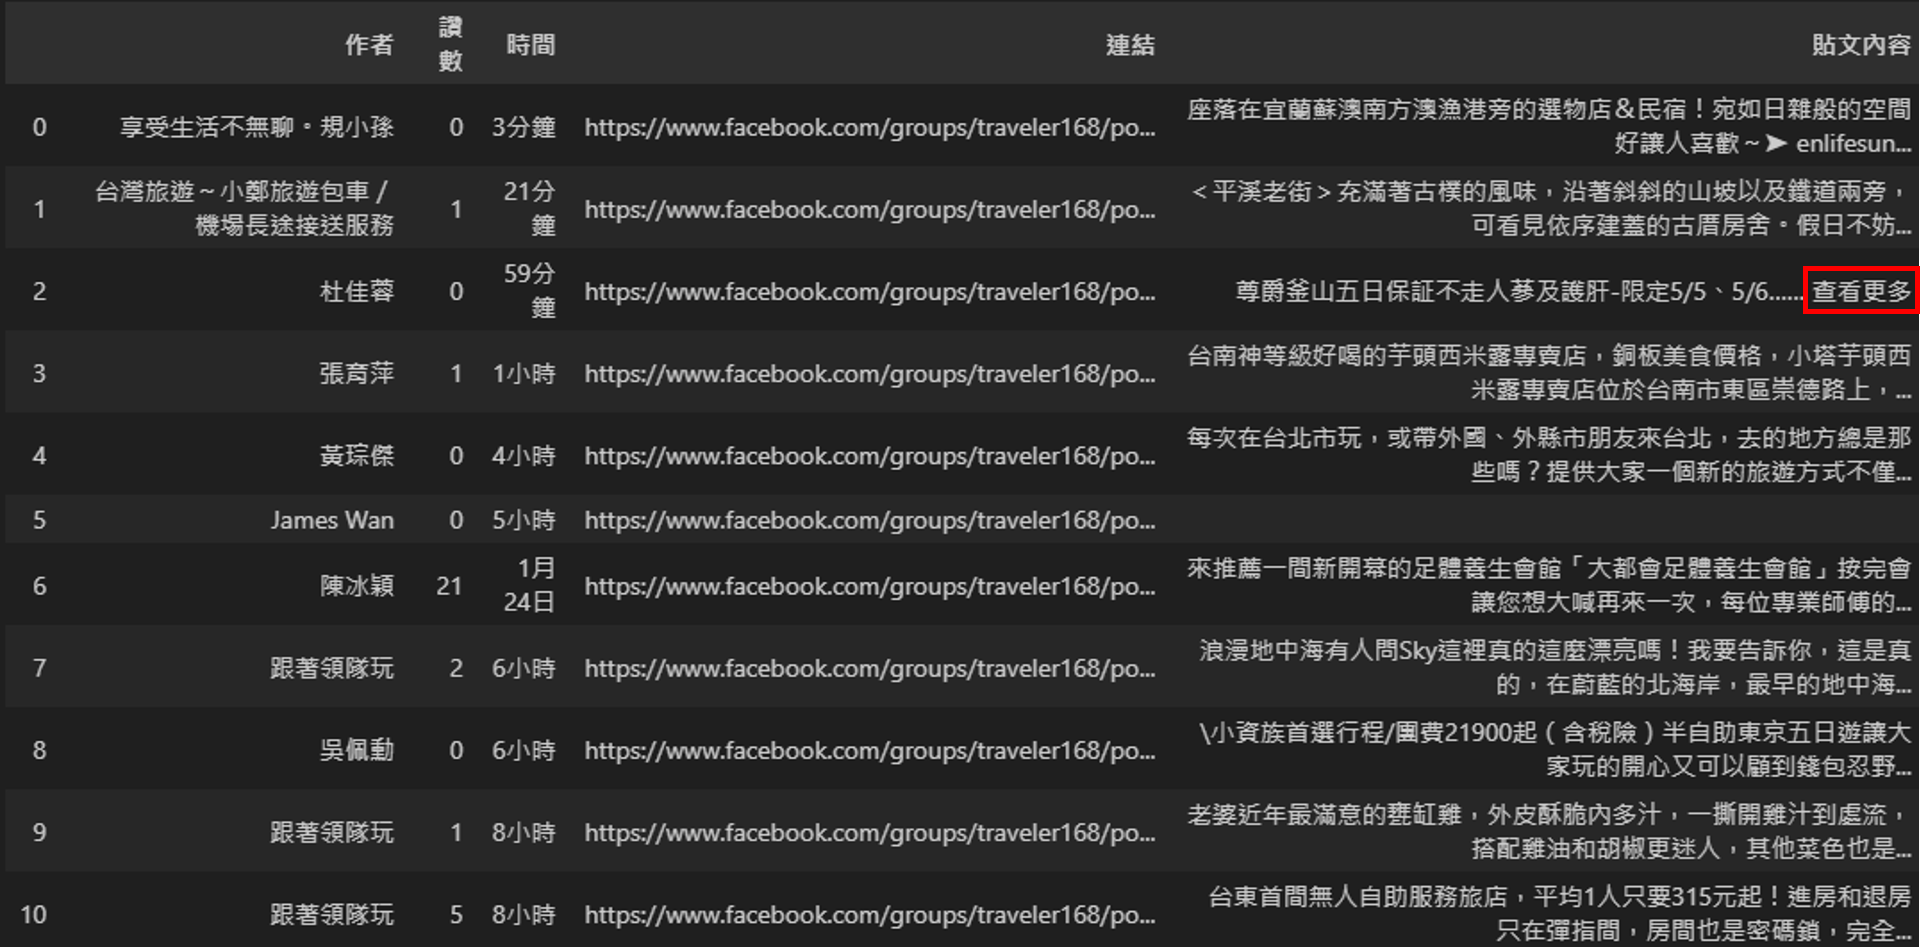 作者 讚數 時間 連結 貼文內容
0 享受生活不無聊。規小孫 0 3分鐘 https://www.facebook.com/groups/traveler168/po... 座落在宜蘭蘇澳南方澳漁港旁的選物店&民宿！宛如日雜般的空間
好讓人喜歡～➤ enlifesun...
1 台灣旅遊～小鄭旅遊包車 /
機場長途接送服務 1 21分
鐘 https://www.facebook.com/groups/traveler168/po... ＜平溪老街＞充滿著古樸的風味，沿著斜斜的山坡以及鐵道兩旁，
可看見依序建蓋的古厝房舍。假日不妨...
2 杜佳蓉 0 59分
鐘 https://www.facebook.com/groups/traveler168/po... 尊爵釜山五日保証不走人蔘及護肝-限定5/5、5/6...... 查看更多
3 張育萍 1 1小時 https://www.facebook.com/groups/traveler168/po... 台南神等級好喝的芋頭西米露專賣店，銅板美食價格，小塔芋頭西
米露專賣店位於台南市東區崇德路上，...
4 黃琮傑 0 4小時 https://www.facebook.com/groups/traveler168/po... 每次在台北市玩，或帶外國、外縣市朋友來台北，去的地方總是那
些嗎？提供大家一個新的旅遊方式不僅...
5 James Wan 0 5小時 https://www.facebook.com/groups/traveler168/po...
6 陳冰穎 21 1月
24日 https://www.facebook.com/groups/traveler168/po... 來推薦一間新開幕的足體養生會館「大都會足體養生會館」按完會
讓您想大喊再來一次，每位專業師傅的...
7 跟著領隊玩 2 6小時 https://www.facebook.com/groups/traveler168/po... 浪漫地中海有人問Sky這裡真的這麼漂亮嗎！我要告訴你，這是真
的，在蔚藍的北海岸，最早的地中海...
8 吳佩動 0 6小時 https://www.facebook.com/groups/traveler168/po... \小資族首選行程/團費21900起（含稅險）半自助東京五日遊讓大
家玩的開心又可以顧到錢包忍野...
9 跟著領隊玩 1 8小時 https://www.facebook.com/groups/traveler168/po... 老婆近年最滿意的甕缸雞，外皮酥脆內多汁，一撕開雞汁到處流，
搭配雞油和胡椒更迷人，其他菜色也是...
10 跟著領隊玩 5 8小時 https://www.facebook.com/groups/traveler168/po... 台東首間無人自助服務旅店，平均1人只要315元起！進房和退房
只在彈指間，房間也是密碼鎖，完全...